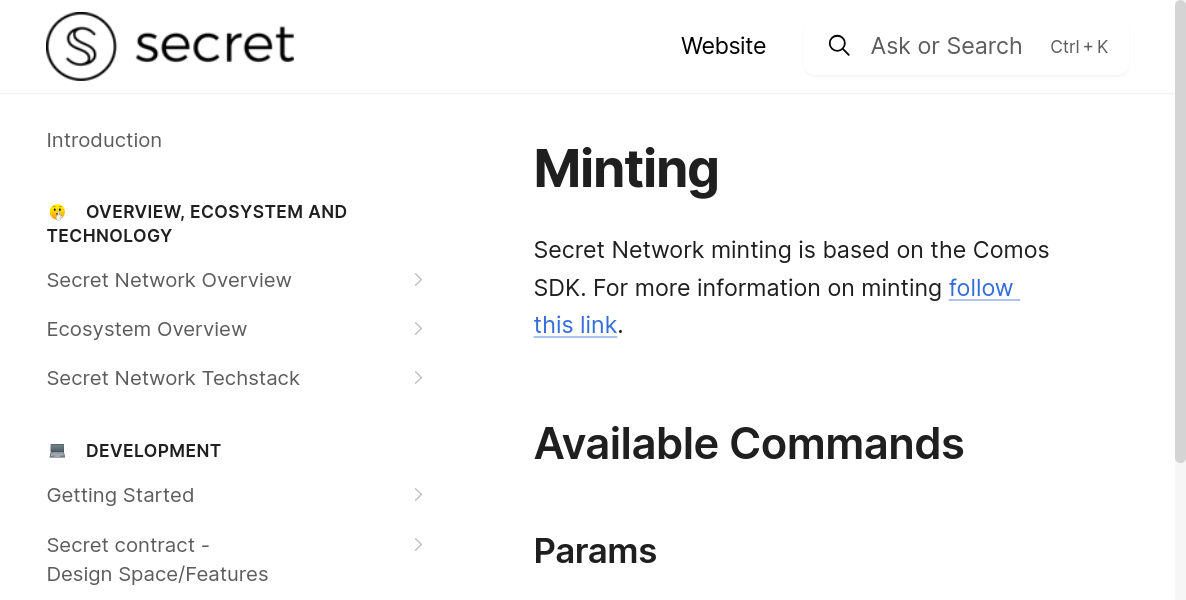 secret
Website
Ask or Search
Ctrl + K
Introduction
OVERVIEW, ECOSYSTEM AND
TECHNOLOGY
Secret Network Overview
Ecosystem Overview
Secret Network Techstack
DEVELOPMENT
Getting Started
Secret contract -
Design Space/Features
Minting
Secret Network minting is based on the Comos
SDK. For more information on minting follow
this link.
Available Commands
Params